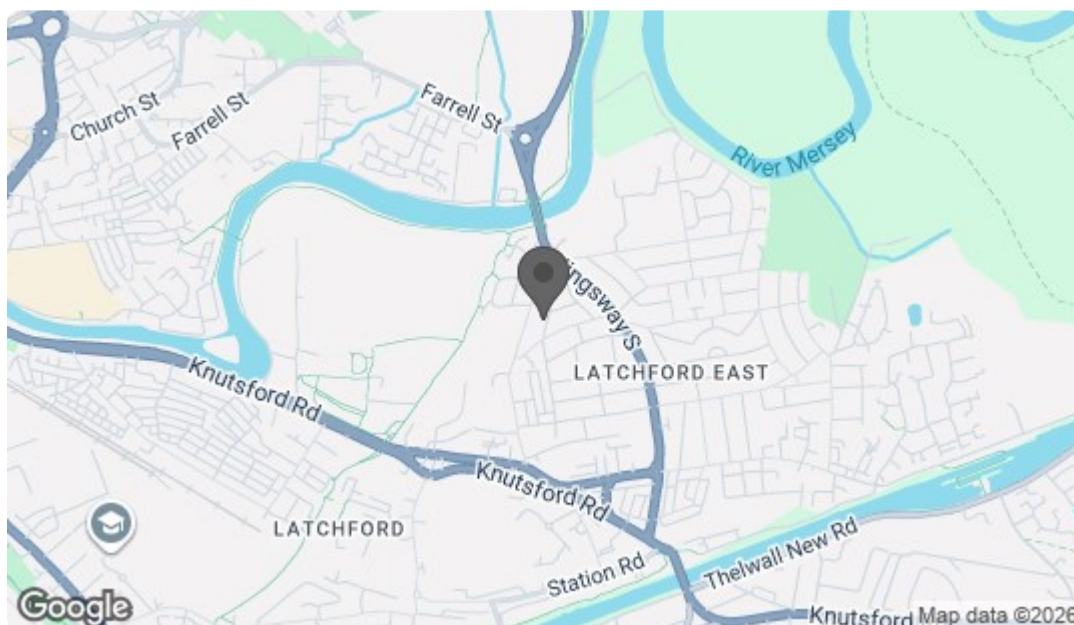 Church St
Farrell St
Farrell St
River Mersey
Kingsway S
LATCHFORD EAST
Knutsford Rd
Knutsford Rd
LATCHFORD
Station Rd
Thelwall New Rd
Knutsford
Google
Map data ©2026